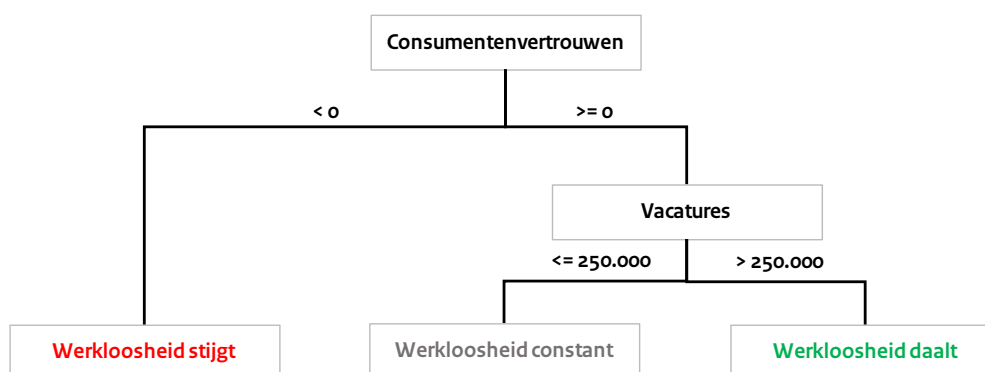 Consumentenvertrouwen
< 0
>= 0
Vacatures
<= 250.000
> 250.000
Werkloosheid stijgt
Werkloosheid constant
Werkloosheid daalt